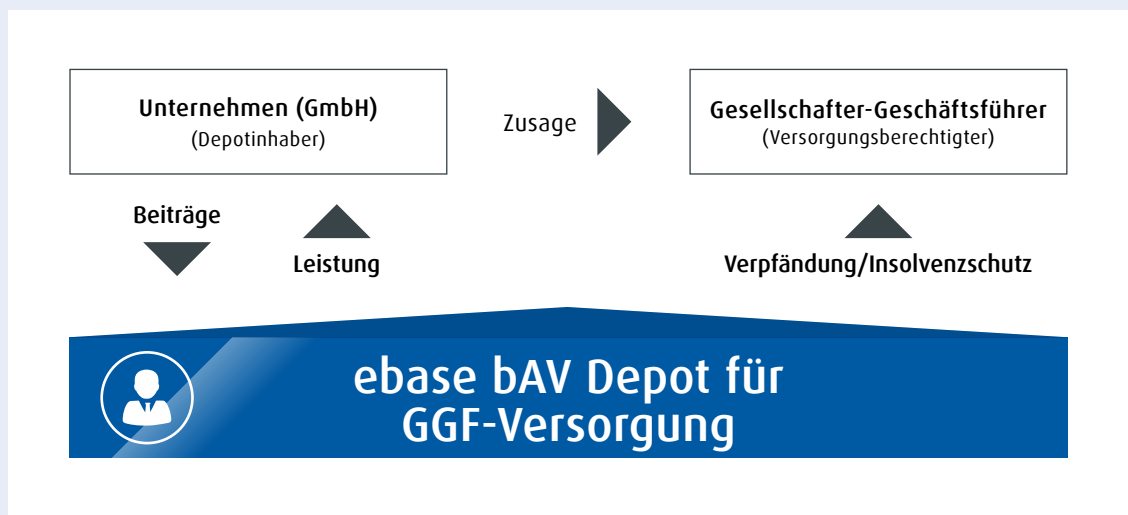 Unternehmen (GmbH)
(Depotinhaber)
Zusage
Gesellschafter-Geschäftsführer
(Versorgungsberechtigter)
Beiträge
Leistung
Verpfändung/Insolvenzschutz
ebase bAV Depot für
GGF-Versorgung